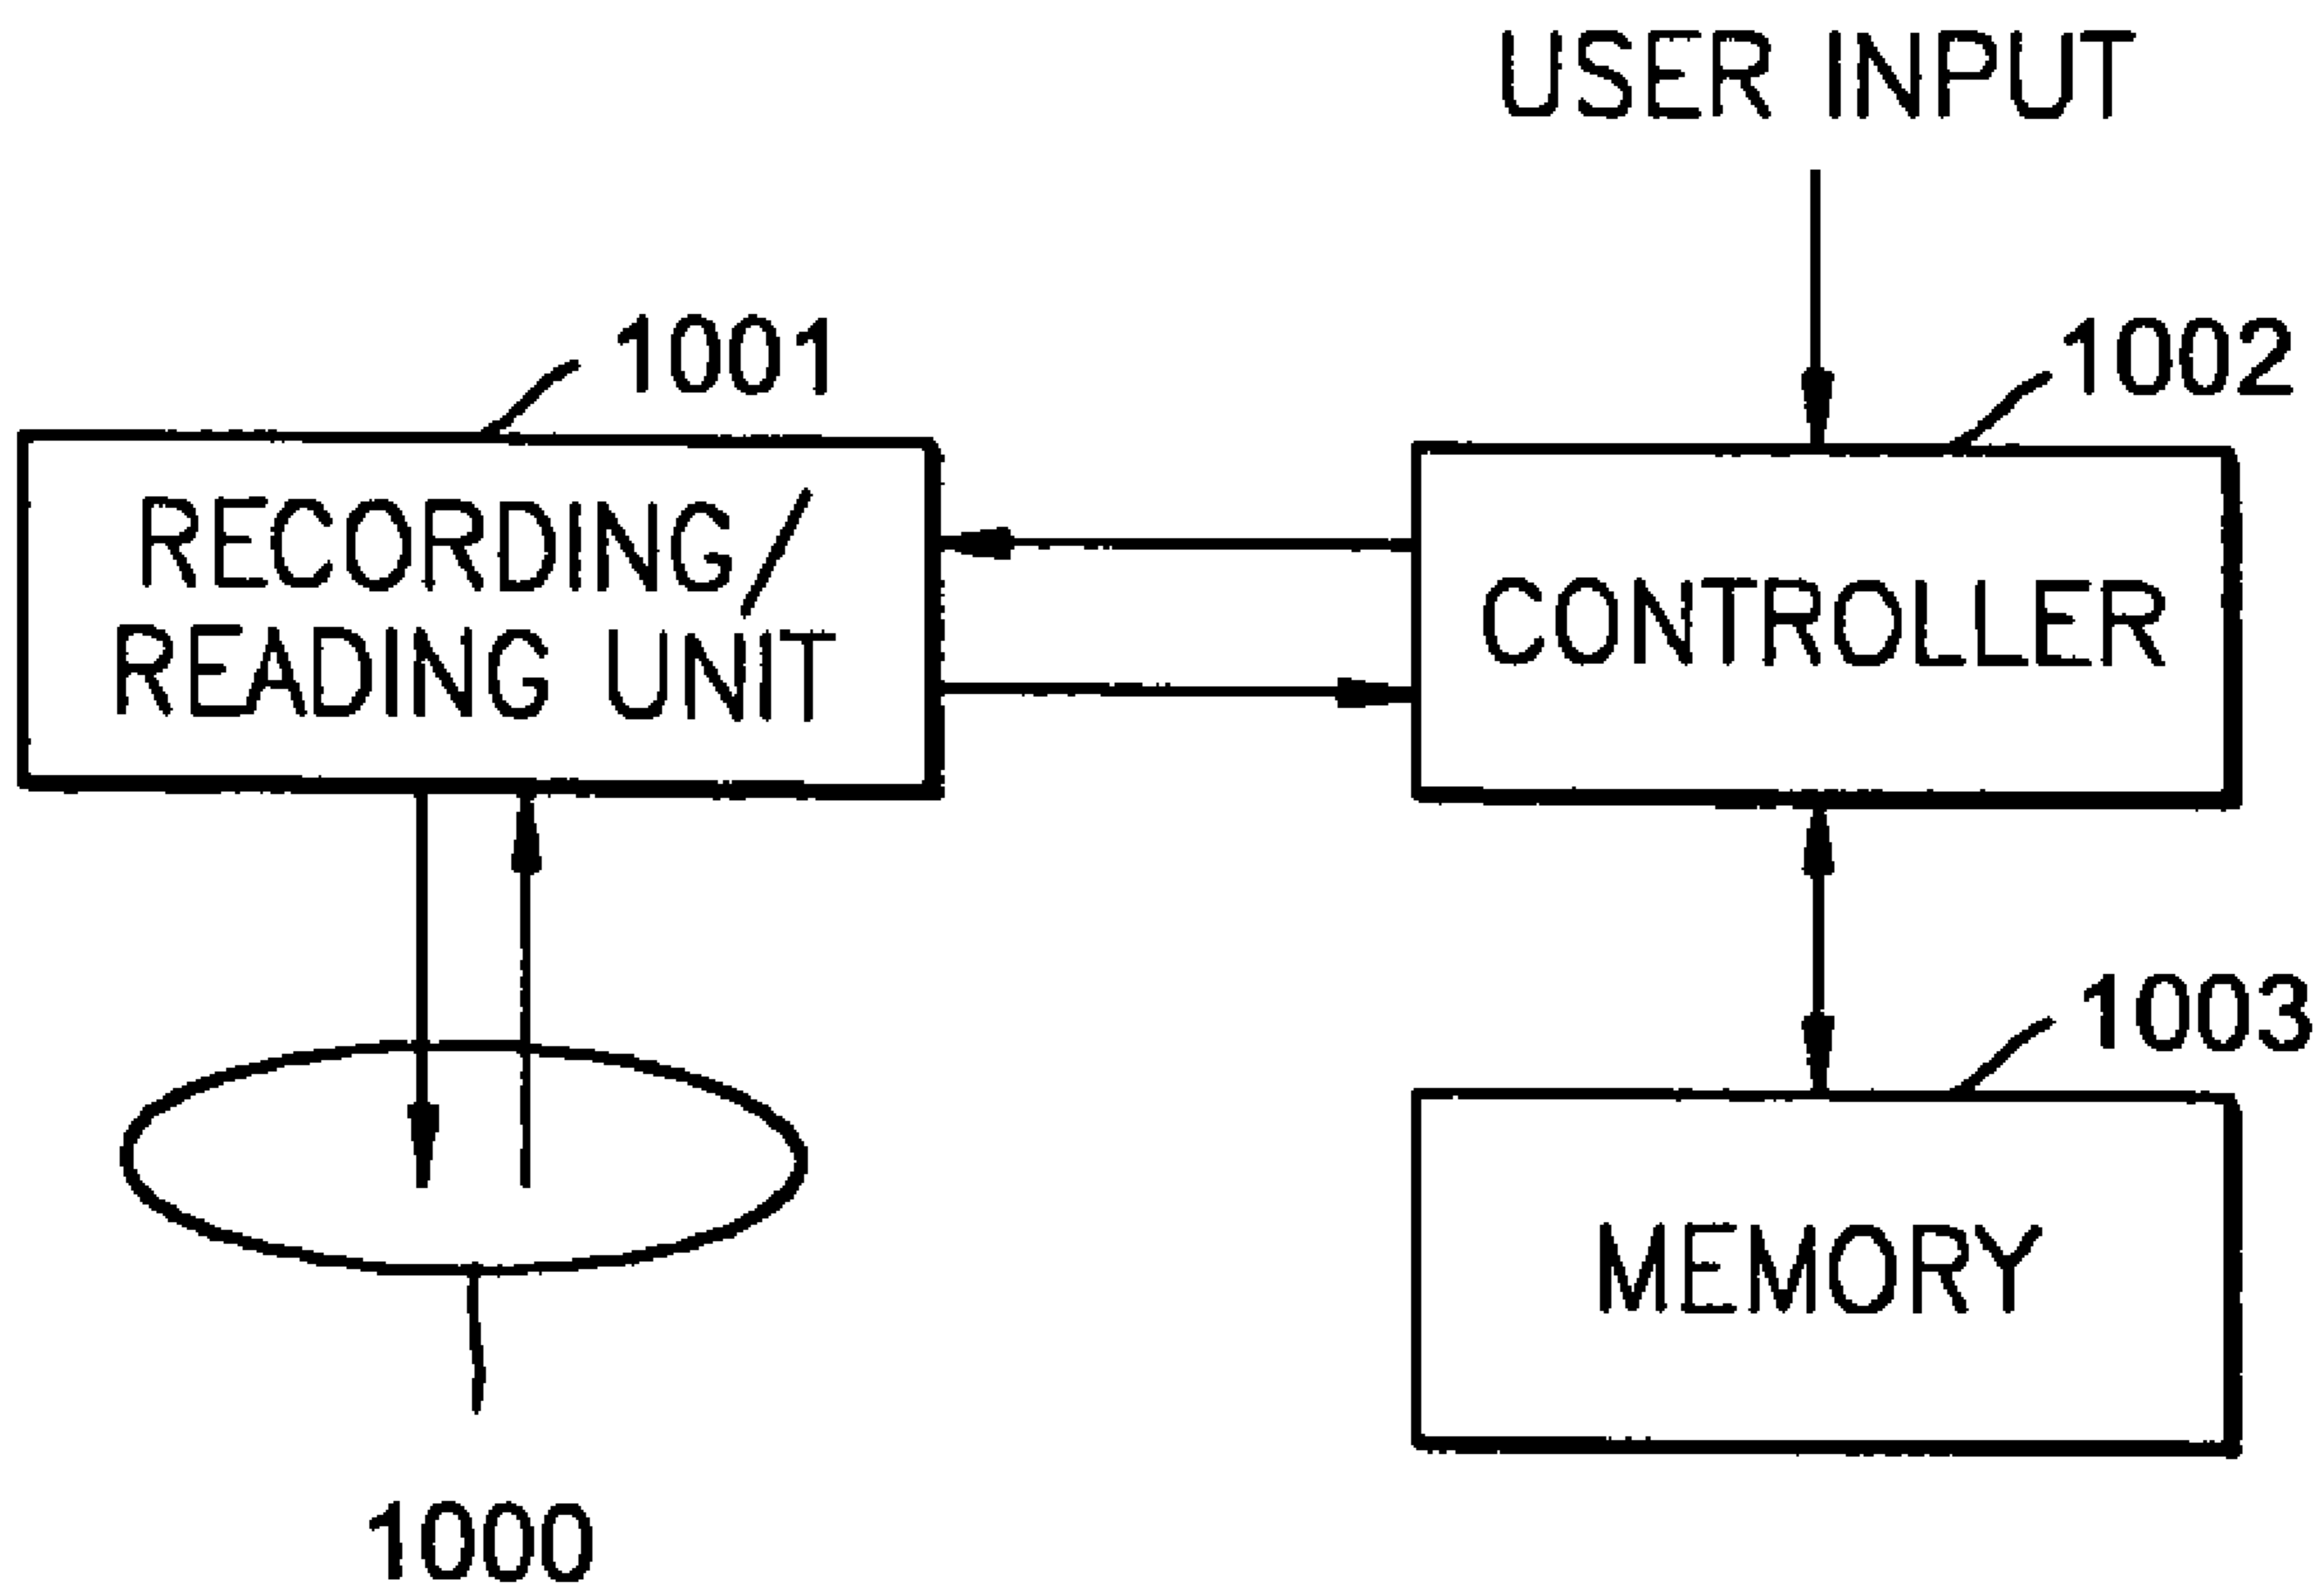 USER INPUT
1001
1002
RECORDING/
READING UNIT
CONTROLLER
1003
MEMORY
1000